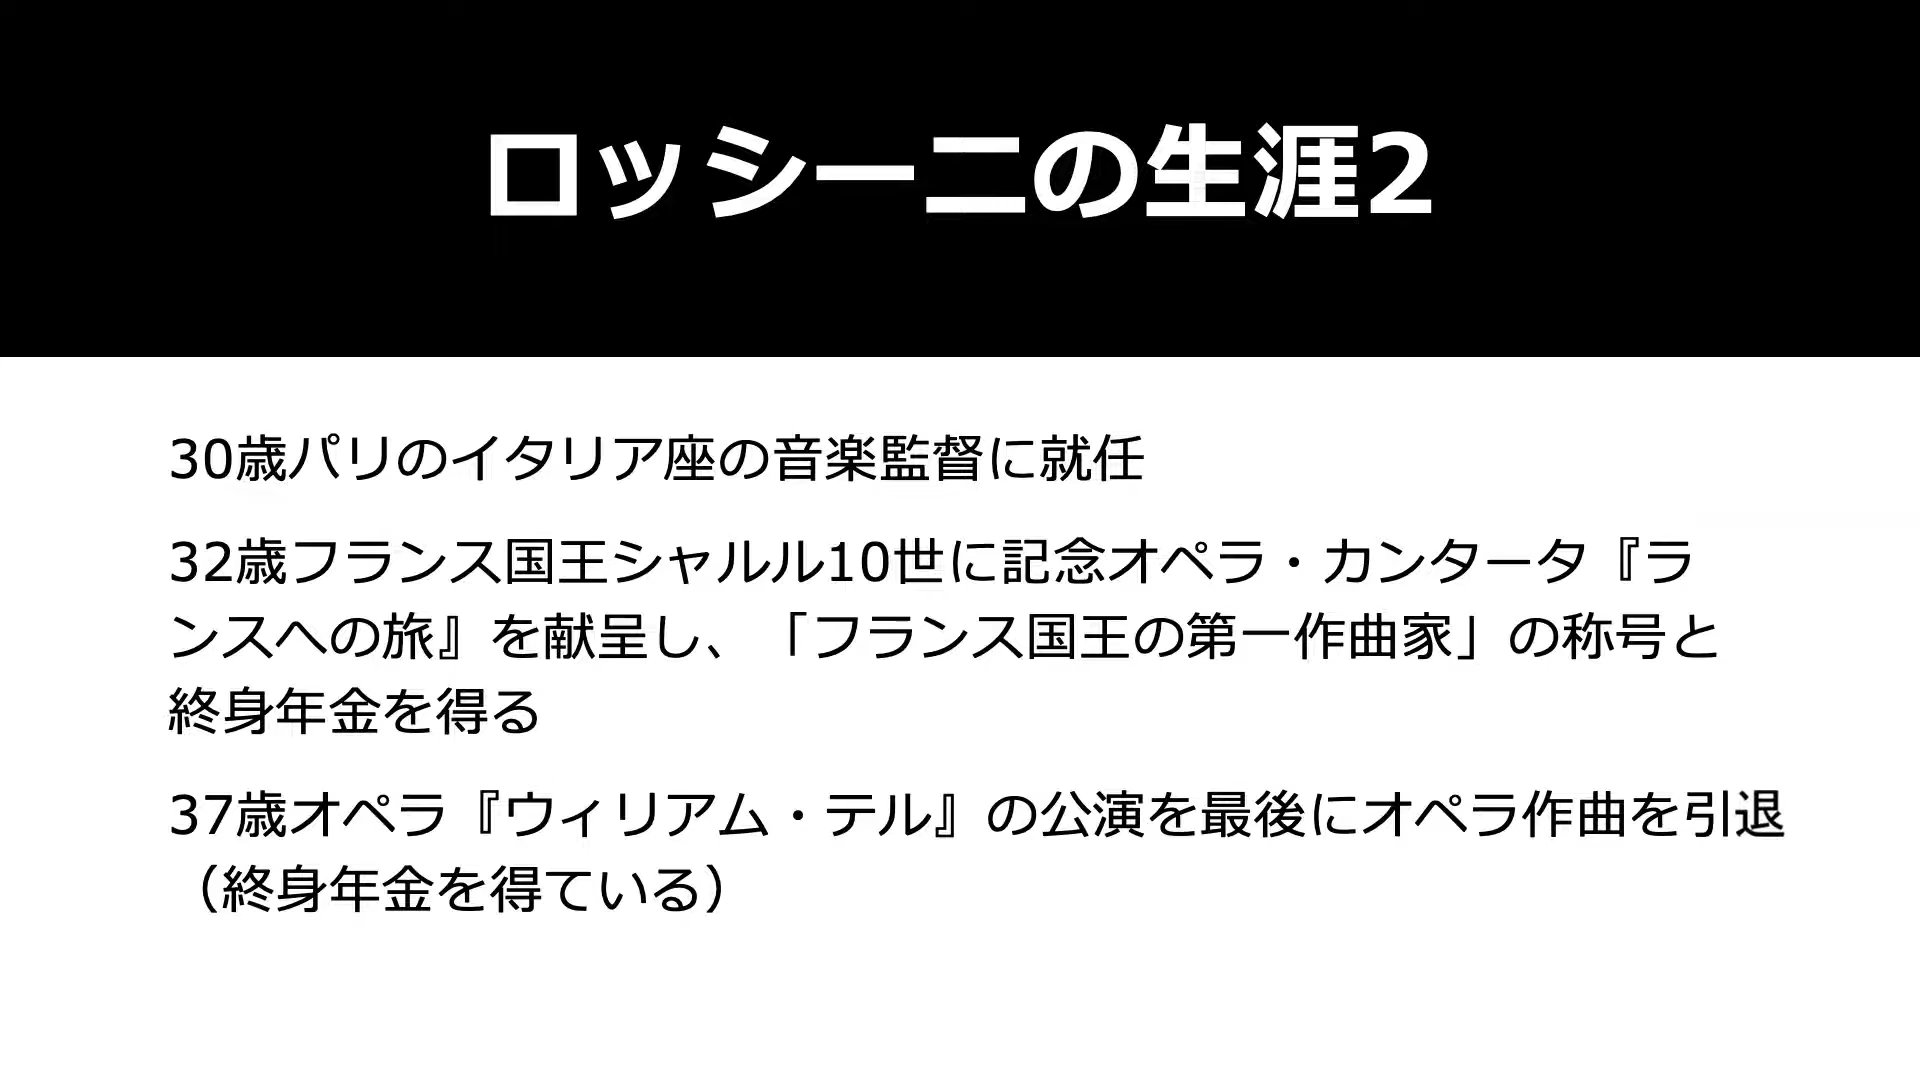 ロッシーニの生涯2
30歳パリのイタリア座の音楽監督に就任
32歳フランス国王シャルル10世に記念オペラ・カンタータ『ラ
ンスへの旅』を献呈し、「フランス国王の第一作曲家」の称号と
終身年金を得る
37歳オペラ『ウィリアム・テル』の公演を最後にオペラ作曲を引退
（終身年金を得ている）